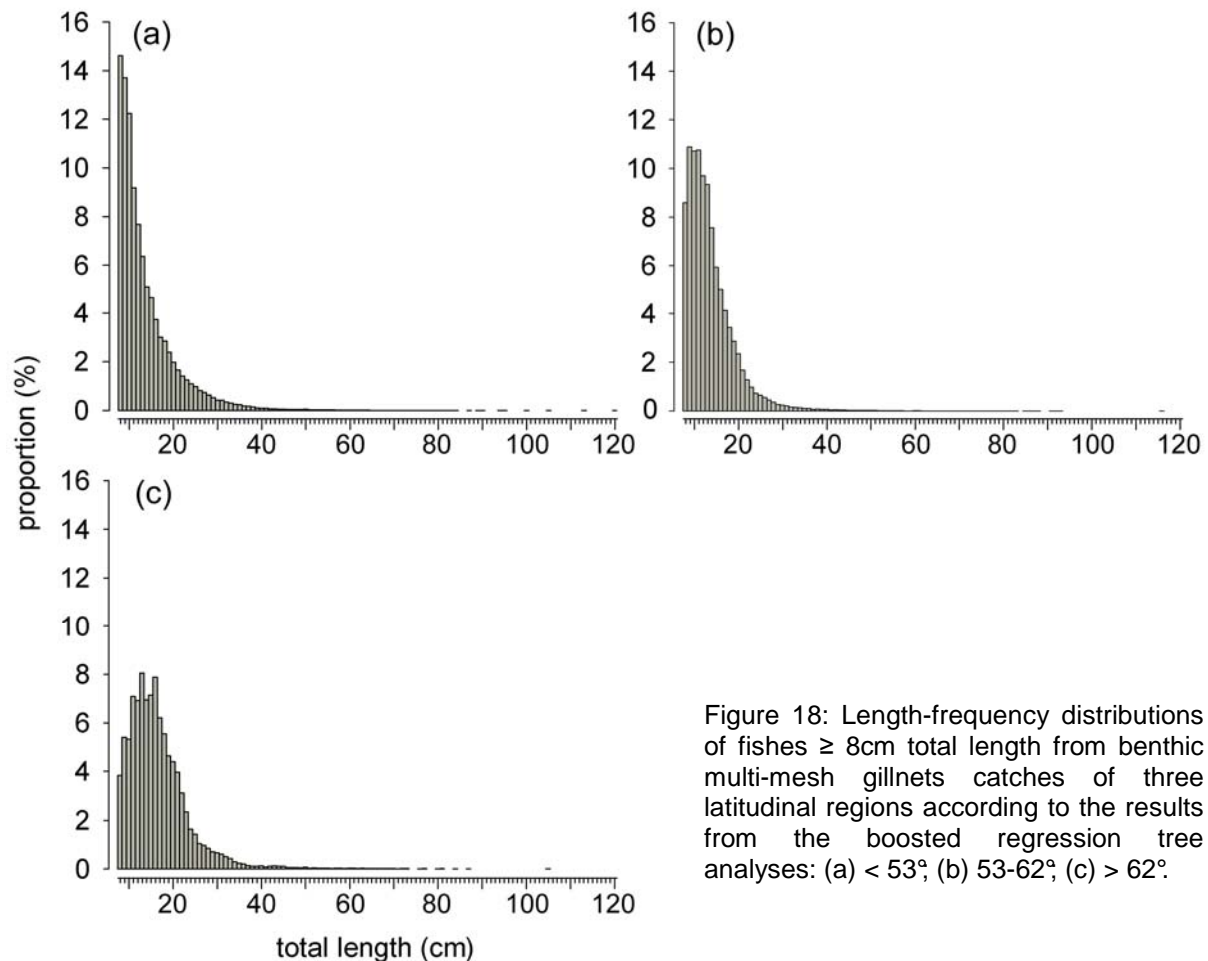 (a)
16
14
12
10
8
6
4
2
0
20 40 60 80 100 120
(b)
16
14
12
10
8
6
4
2
0
20 40 60 80 100 120
(c)
16
14
12
10
8
6
4
2
0
20 40 60 80 100 120
proportion (%)
total length (cm)
Figure 18: Length-frequency distributions
of fishes ≥ 8cm total length from benthic
multi-mesh gillnets catches of three
latitudinal regions according to the results
from the boosted regression tree
analyses: (a) < 53°; (b) 53-62°; (c) > 62°.